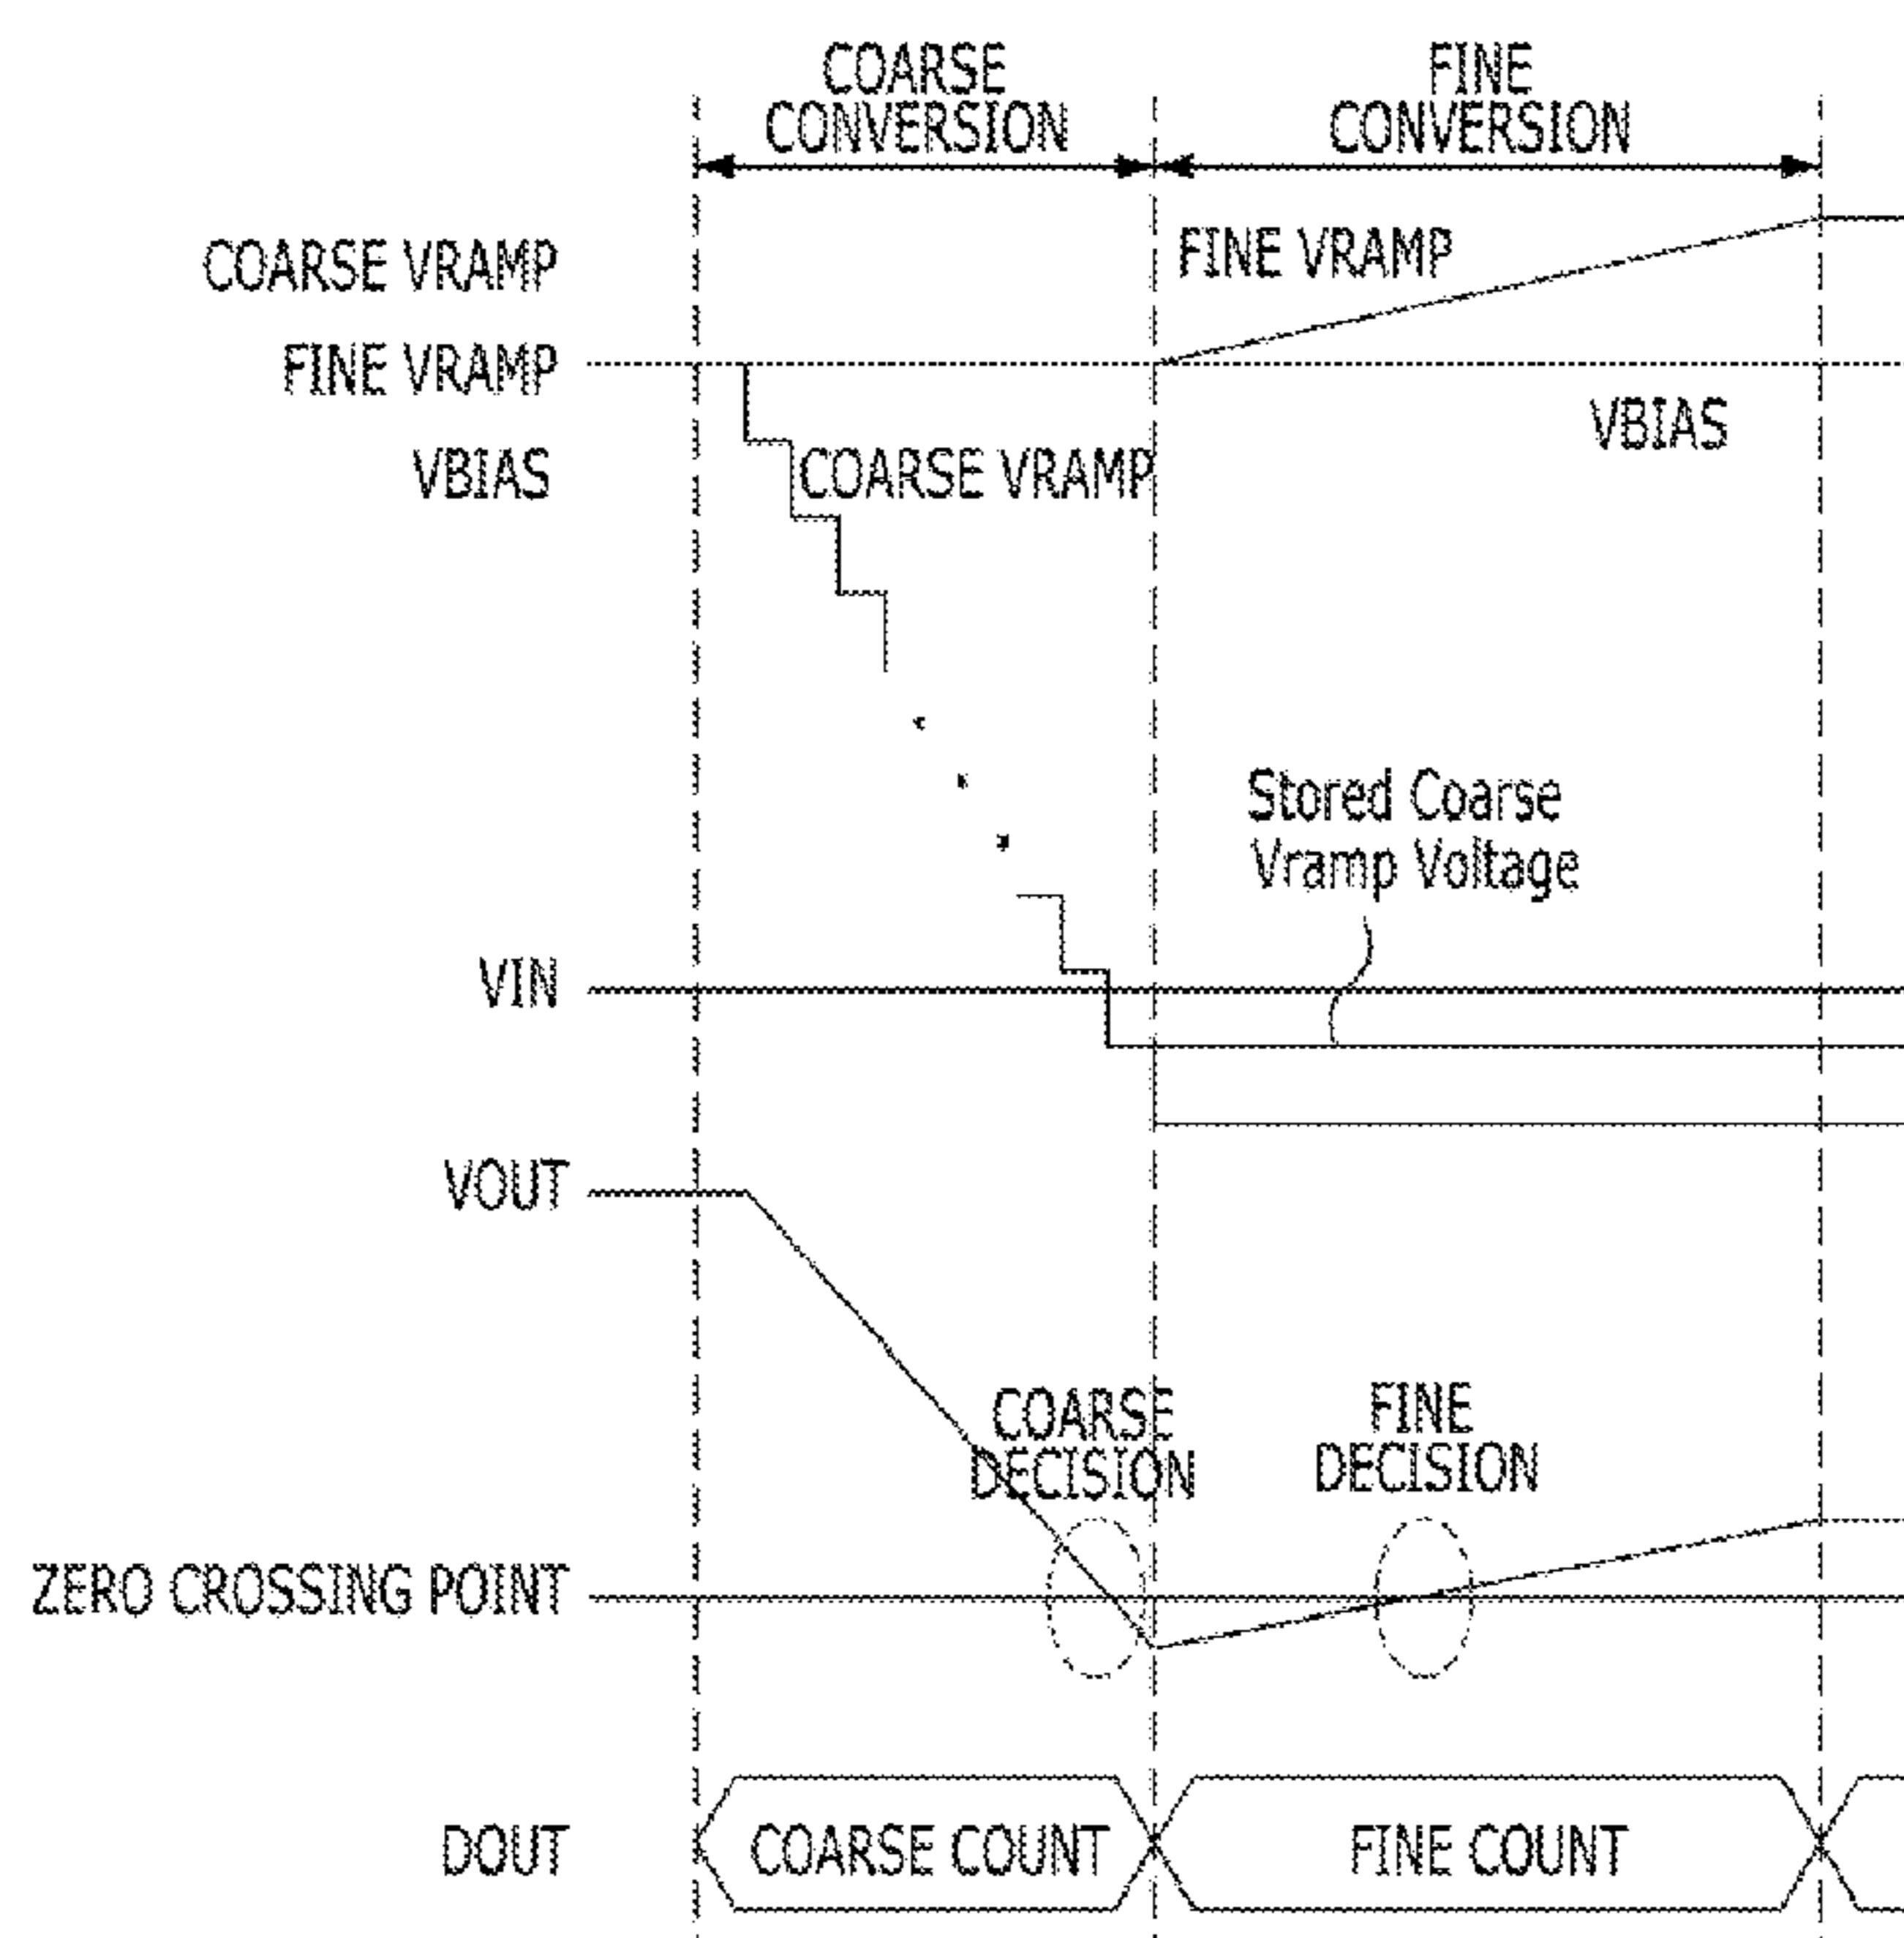 COARSE
CONVERSION
FINE
CONVERSION
COARSE VRAMP
FINE VRAMP
FINE VRAMP
VBIAS
VBIAS
COARSE VRAMP
Stored Coarse
Vramp Voltage
VIN
VOUT
COARSE
DECISION
FINE
DECISION
ZERO CROSSING POINT
DOUT
COARSE COUNT
FINE COUNT